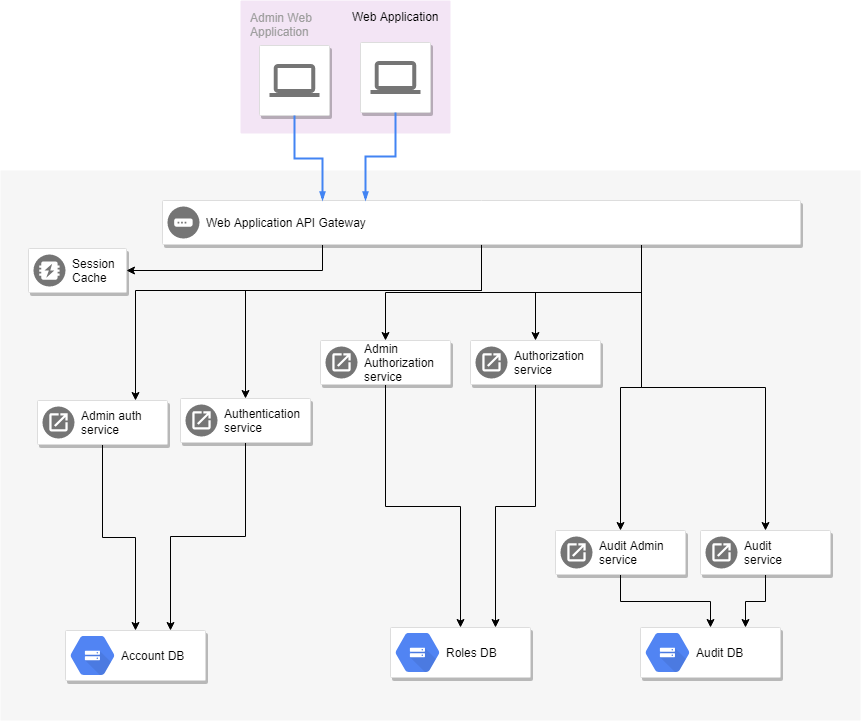 Admin Web
Application
Web Application
Web Application API Gateway
Session
Cache
Admin
Authorization
service
Authorization
service
Admin auth
service
Authentication
service
Audit Admin
service
Audit
service
Account DB
Roles DB
Audit DB